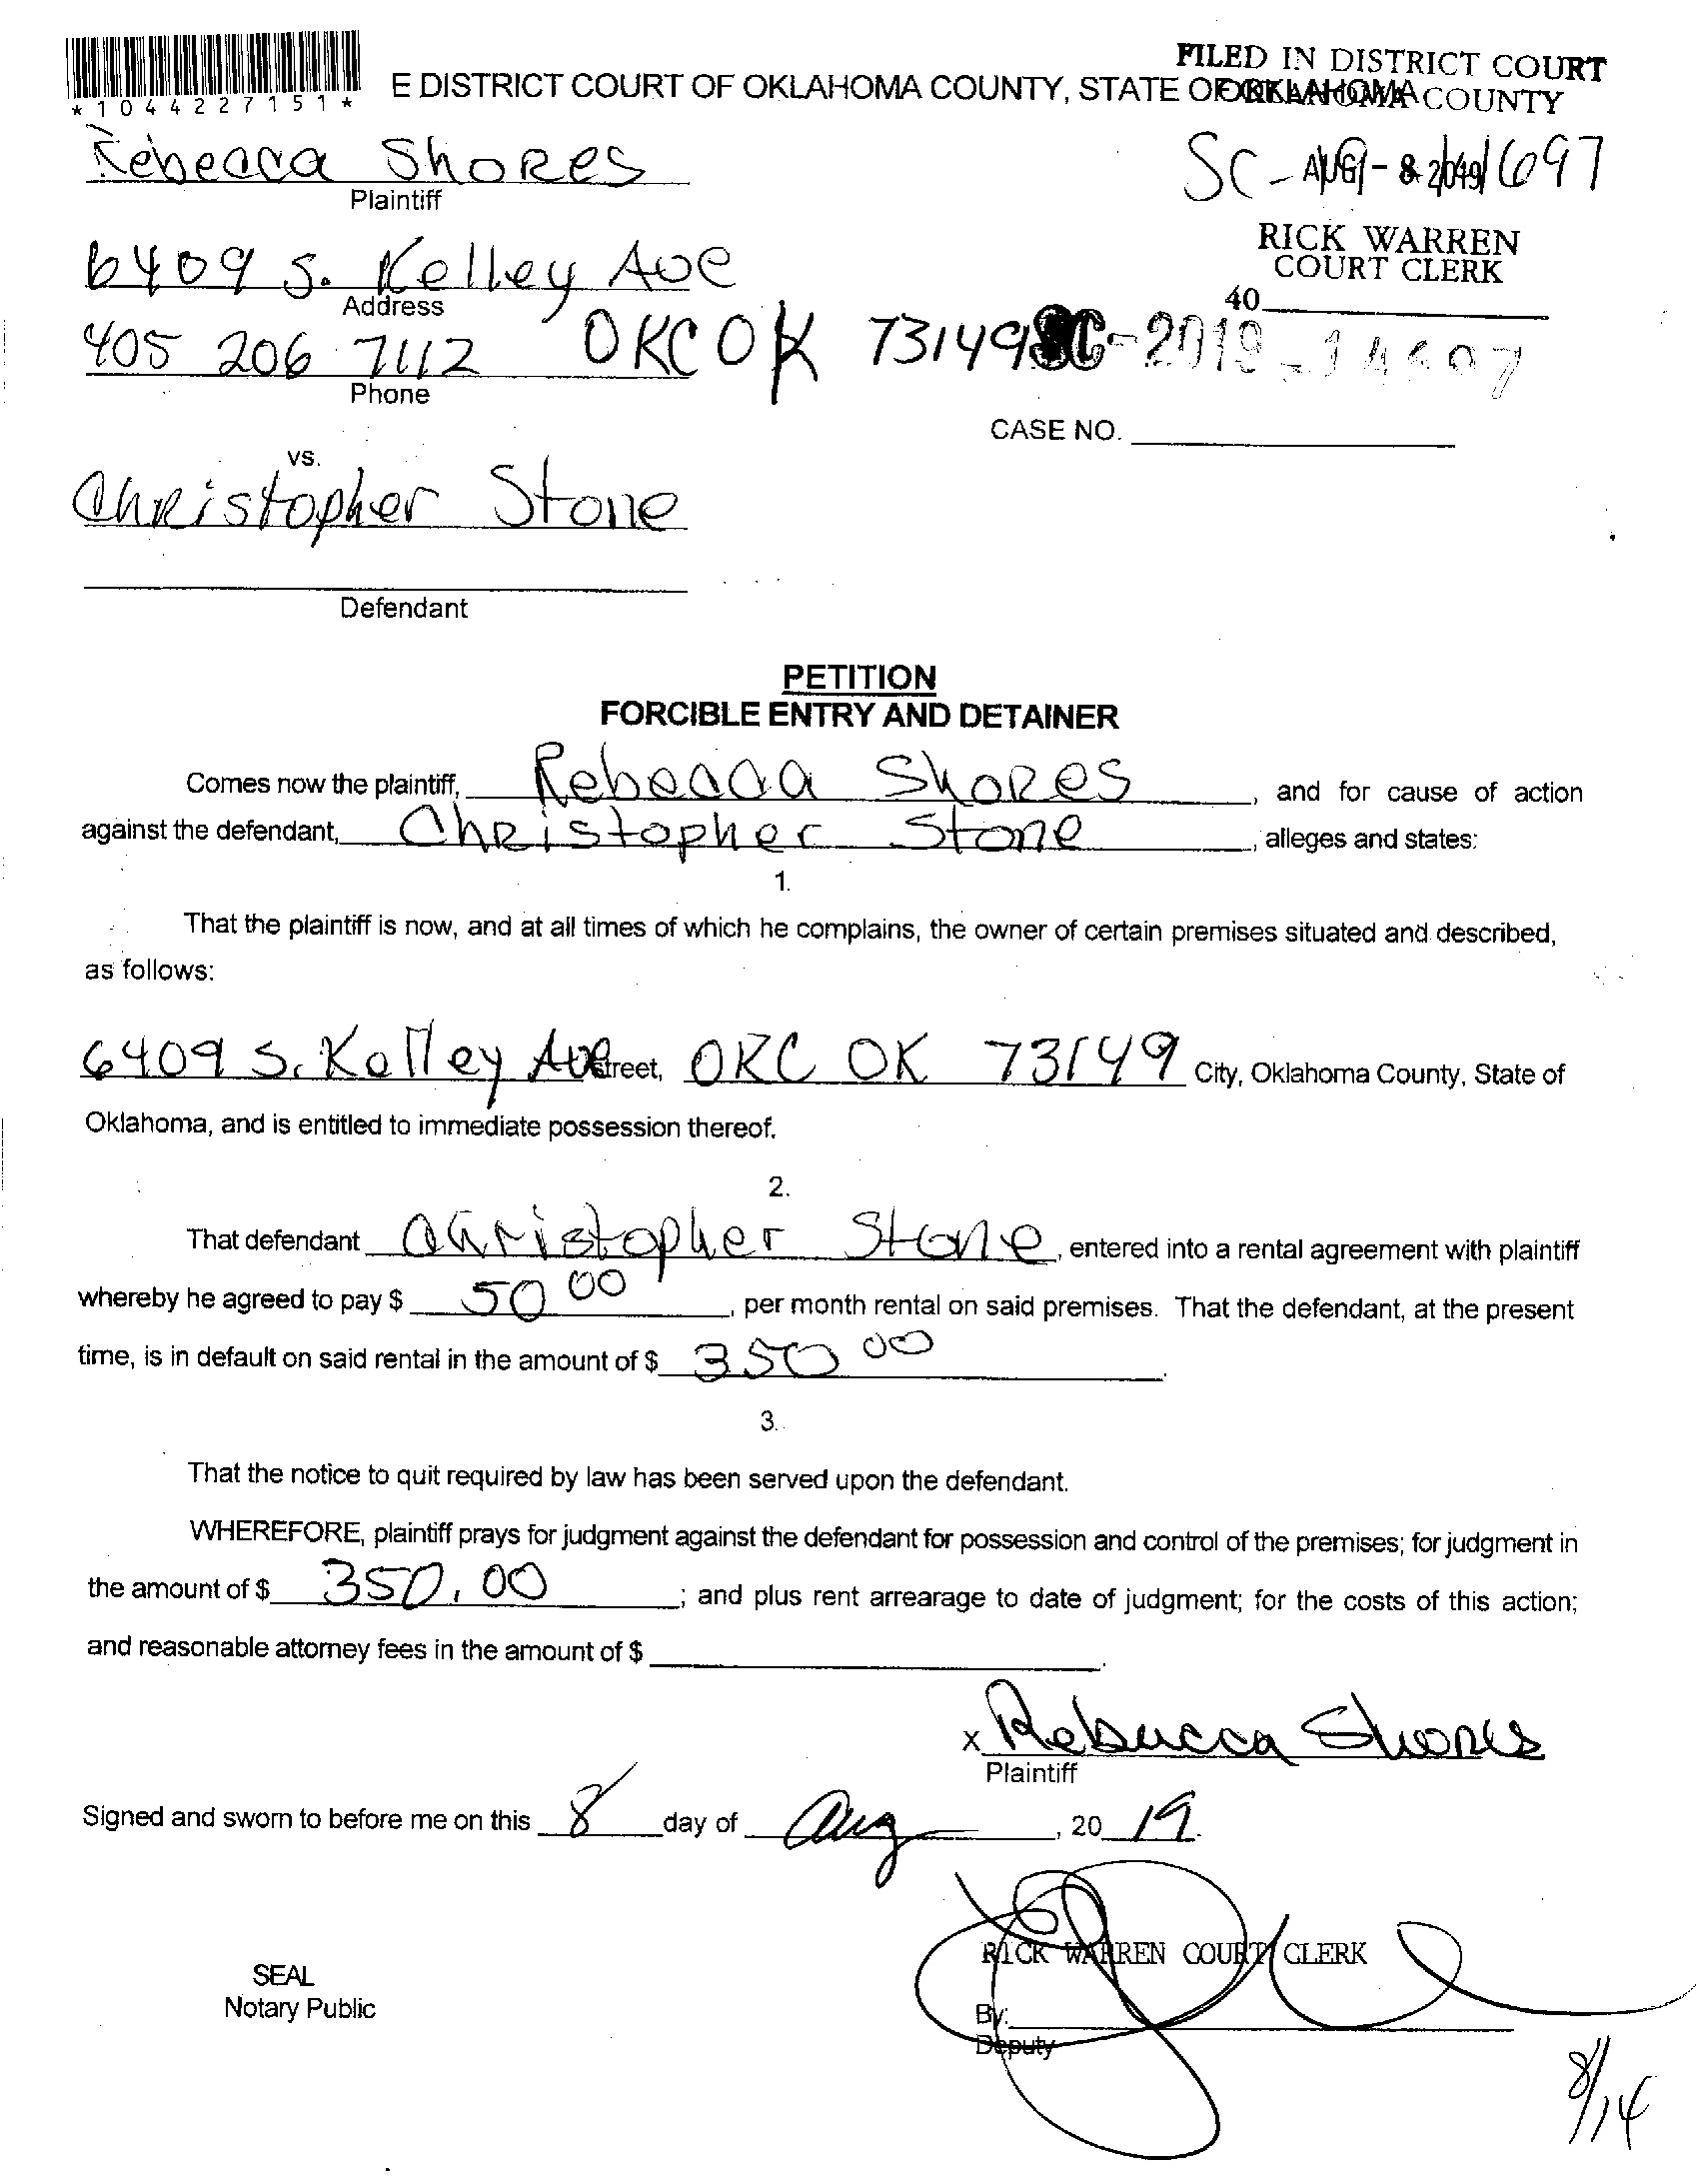 FILED IN DISTRICT COURT
E DISTRICT COURT OF OKLAHOMA COUNTY, STATE OF OKLAHOMA
OKLAHOMA COUNTY
*1044227151*
Rebecca Shores
Plaintiff
SC-19-14697
AUG - 8 2019
RICK WARREN
COURT CLERK
6409 S. Kelley Ave
Address
40
405 206 7112 OKC OK 73149
SC-2019-14697
Phone
CASE NO.
vs.
Christopher Stone
Defendant
PETITION
FORCIBLE ENTRY AND DETAINER
Comes now the plaintiff, Rebecca Shores, and for cause of action
against the defendant, Christopher Stone, alleges and states:
1.
That the plaintiff is now, and at all times of which he complains, the owner of certain premises situated and described,
as follows:
6409 S. Kelley Ave Street, OKC OK 73149 City, Oklahoma County, State of
Oklahoma, and is entitled to immediate possession thereof.
2.
That defendant Christopher Stone, entered into a rental agreement with plaintiff
whereby he agreed to pay $ 50 00, per month rental on said premises. That the defendant, at the present
time, is in default on said rental in the amount of $ 350 00.
3.
That the notice to quit required by law has been served upon the defendant.
WHEREFORE, plaintiff prays for judgment against the defendant for possession and control of the premises; for judgment in
the amount of $ 350.00; and plus rent arrearage to date of judgment; for the costs of this action;
and reasonable attorney fees in the amount of $ .
x Rebecca Shores
Plaintiff
Signed and sworn to before me on this 8 day of Aug, 20 19.
RICK WARREN COURT CLERK
SEAL
Notary Public
By:
Deputy
8/14